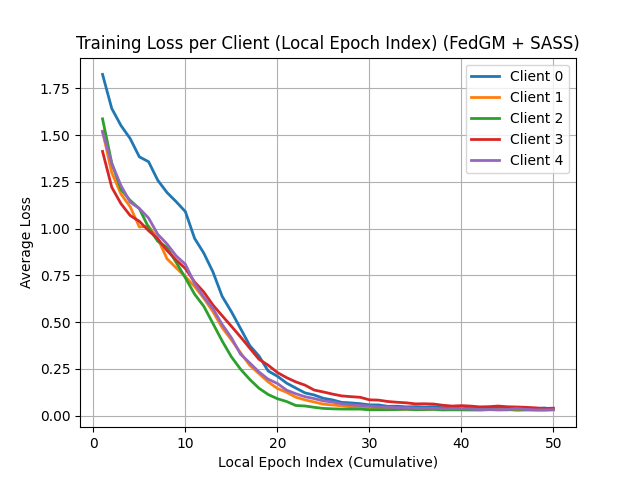 Training Loss per Client (Local Epoch Index) (FedGM + SASS)
Client 0
Client 1
Client 2
Client 3
Client 4
Average Loss
1.75
1.50
1.25
1.00
0.75
0.50
0.25
0.00
0 10 20 30 40 50
Local Epoch Index (Cumulative)